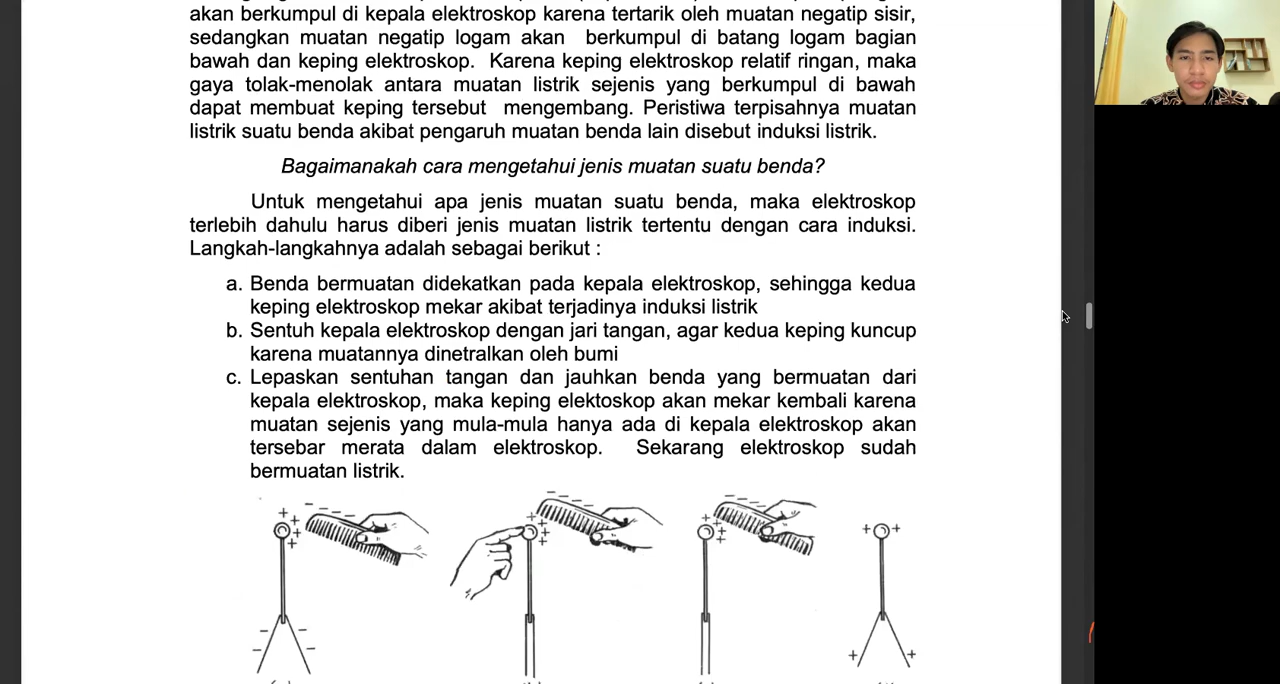 akan berkumpul di kepala elektroskop karena tertarik oleh muatan negatip sisir,
sedangkan muatan negatip logam akan berkumpul di batang logam bagian
bawah dan keping elektroskop. Karena keping elektroskop relatif ringan, maka
gaya tolak-menolak antara muatan listrik sejenis yang berkumpul di bawah
dapat membuat keping tersebut mengembang. Peristiwa terpisahnya muatan
listrik suatu benda akibat pengaruh muatan benda lain disebut induksi listrik.
Bagaimanakah cara mengetahui jenis muatan suatu benda?
Untuk mengetahui apa jenis muatan suatu benda, maka elektroskop
terlebih dahulu harus diberi jenis muatan listrik tertentu dengan cara induksi.
Langkah-langkahnya adalah sebagai berikut :
a. Benda bermuatan didekatkan pada kepala elektroskop, sehingga kedua
keping elektroskop mekar akibat terjadinya induksi listrik
b. Sentuh kepala elektroskop dengan jari tangan, agar kedua keping kuncup
karena muatannya dinetralkan oleh bumi
c. Lepaskan sentuhan tangan dan jauhkan benda yang bermuatan dari
kepala elektroskop, maka keping elektoskop akan mekar kembali karena
muatan sejenis yang mula-mula hanya ada di kepala elektroskop akan
tersebar merata dalam elektroskop. Sekarang elektroskop sudah
bermuatan listrik.